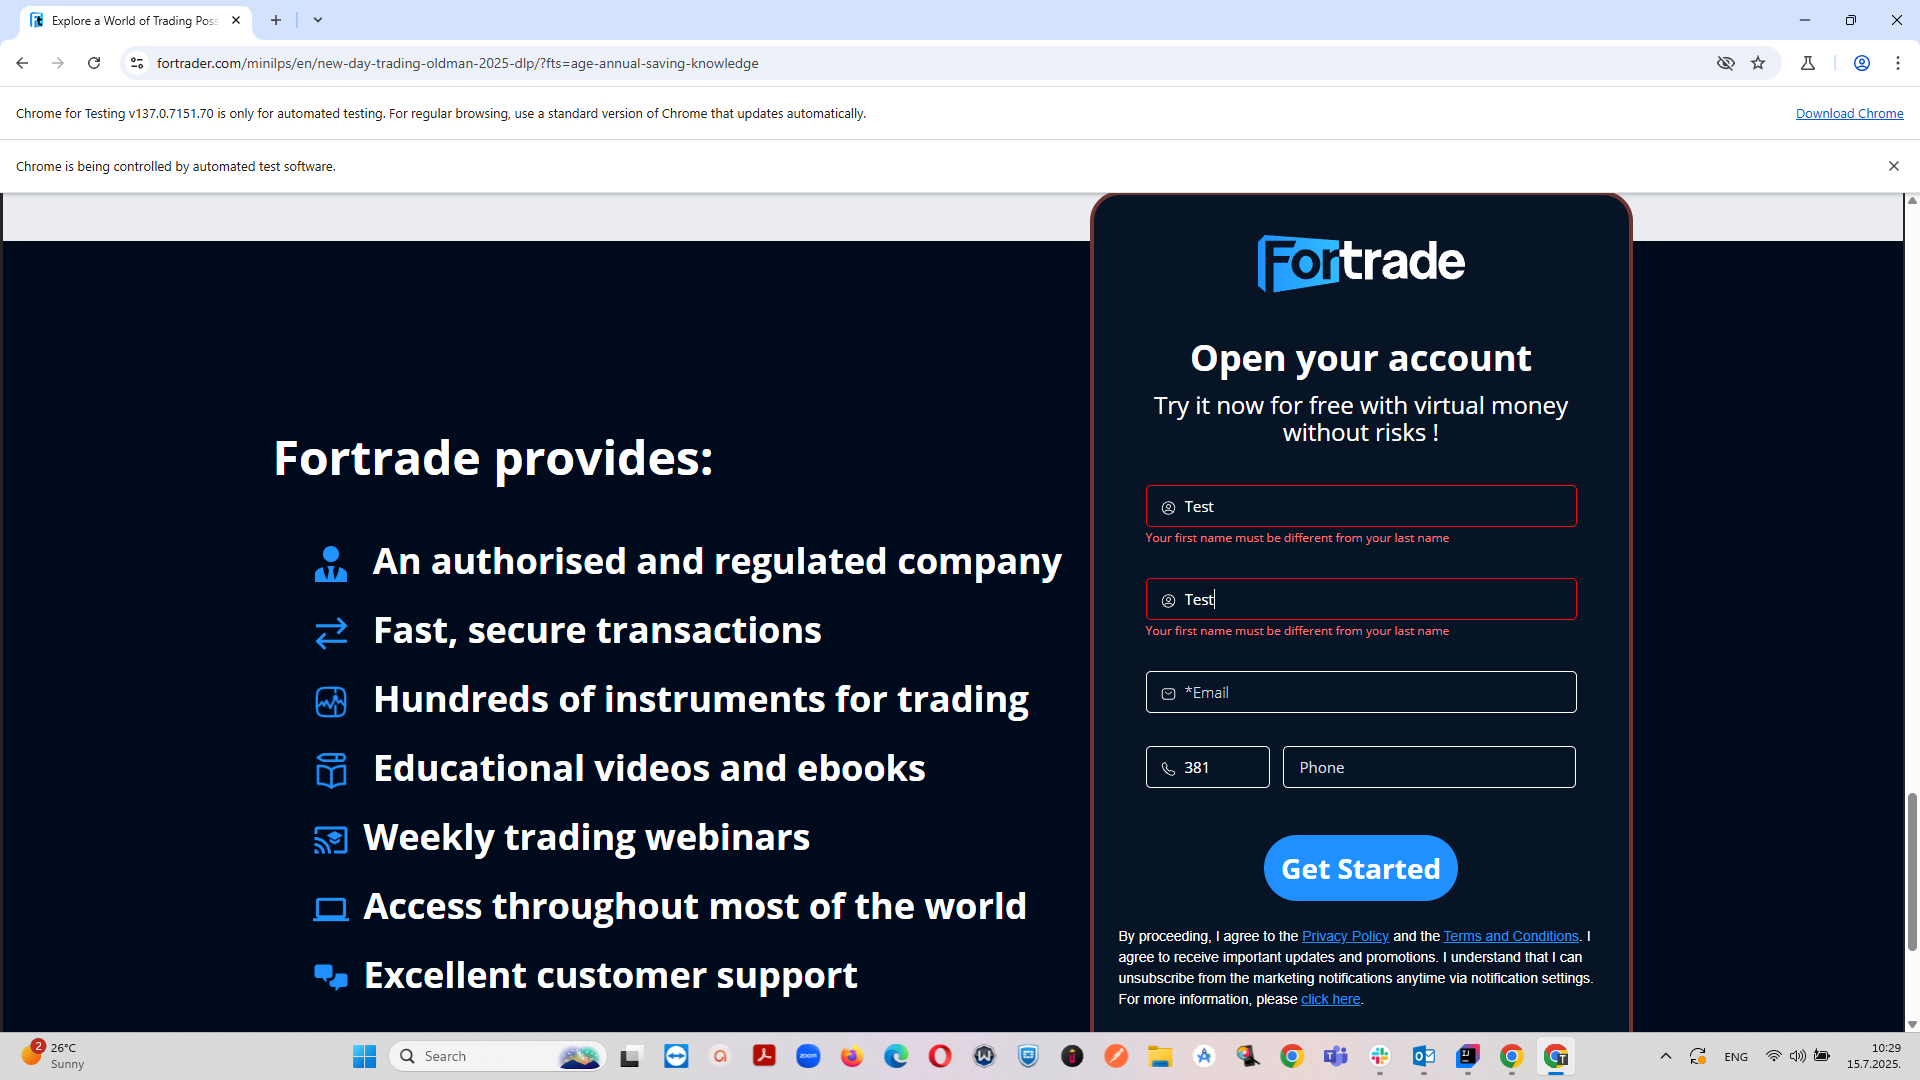 Explore a World of Trading Poss
fortrader.com/minilps/en/new-day-trading-oldman-2025-dlp/?fts=age-annual-saving-knowledge
Chrome for Testing v137.0.7151.70 is only for automated testing. For regular browsing, use a standard version of Chrome that updates automatically.
Download Chrome
Chrome is being controlled by automated test software.
Fortrade
Open your account
Try it now for free with virtual money
without risks !
Fortrade provides:
An authorised and regulated company
Fast, secure transactions
Hundreds of instruments for trading
Educational videos and ebooks
Weekly trading webinars
Access throughout most of the world
Excellent customer support
Test
Your first name must be different from your last name
Test
Your first name must be different from your last name
*Email
381
Phone
Get Started
By proceeding, I agree to the Privacy Policy and the Terms and Conditions. I
agree to receive important updates and promotions. I understand that I can
unsubscribe from the marketing notifications anytime via notification settings.
For more information, please click here.
2
26°C
Sunny
Search
zoom
ENG
10:29
15.7.2025.